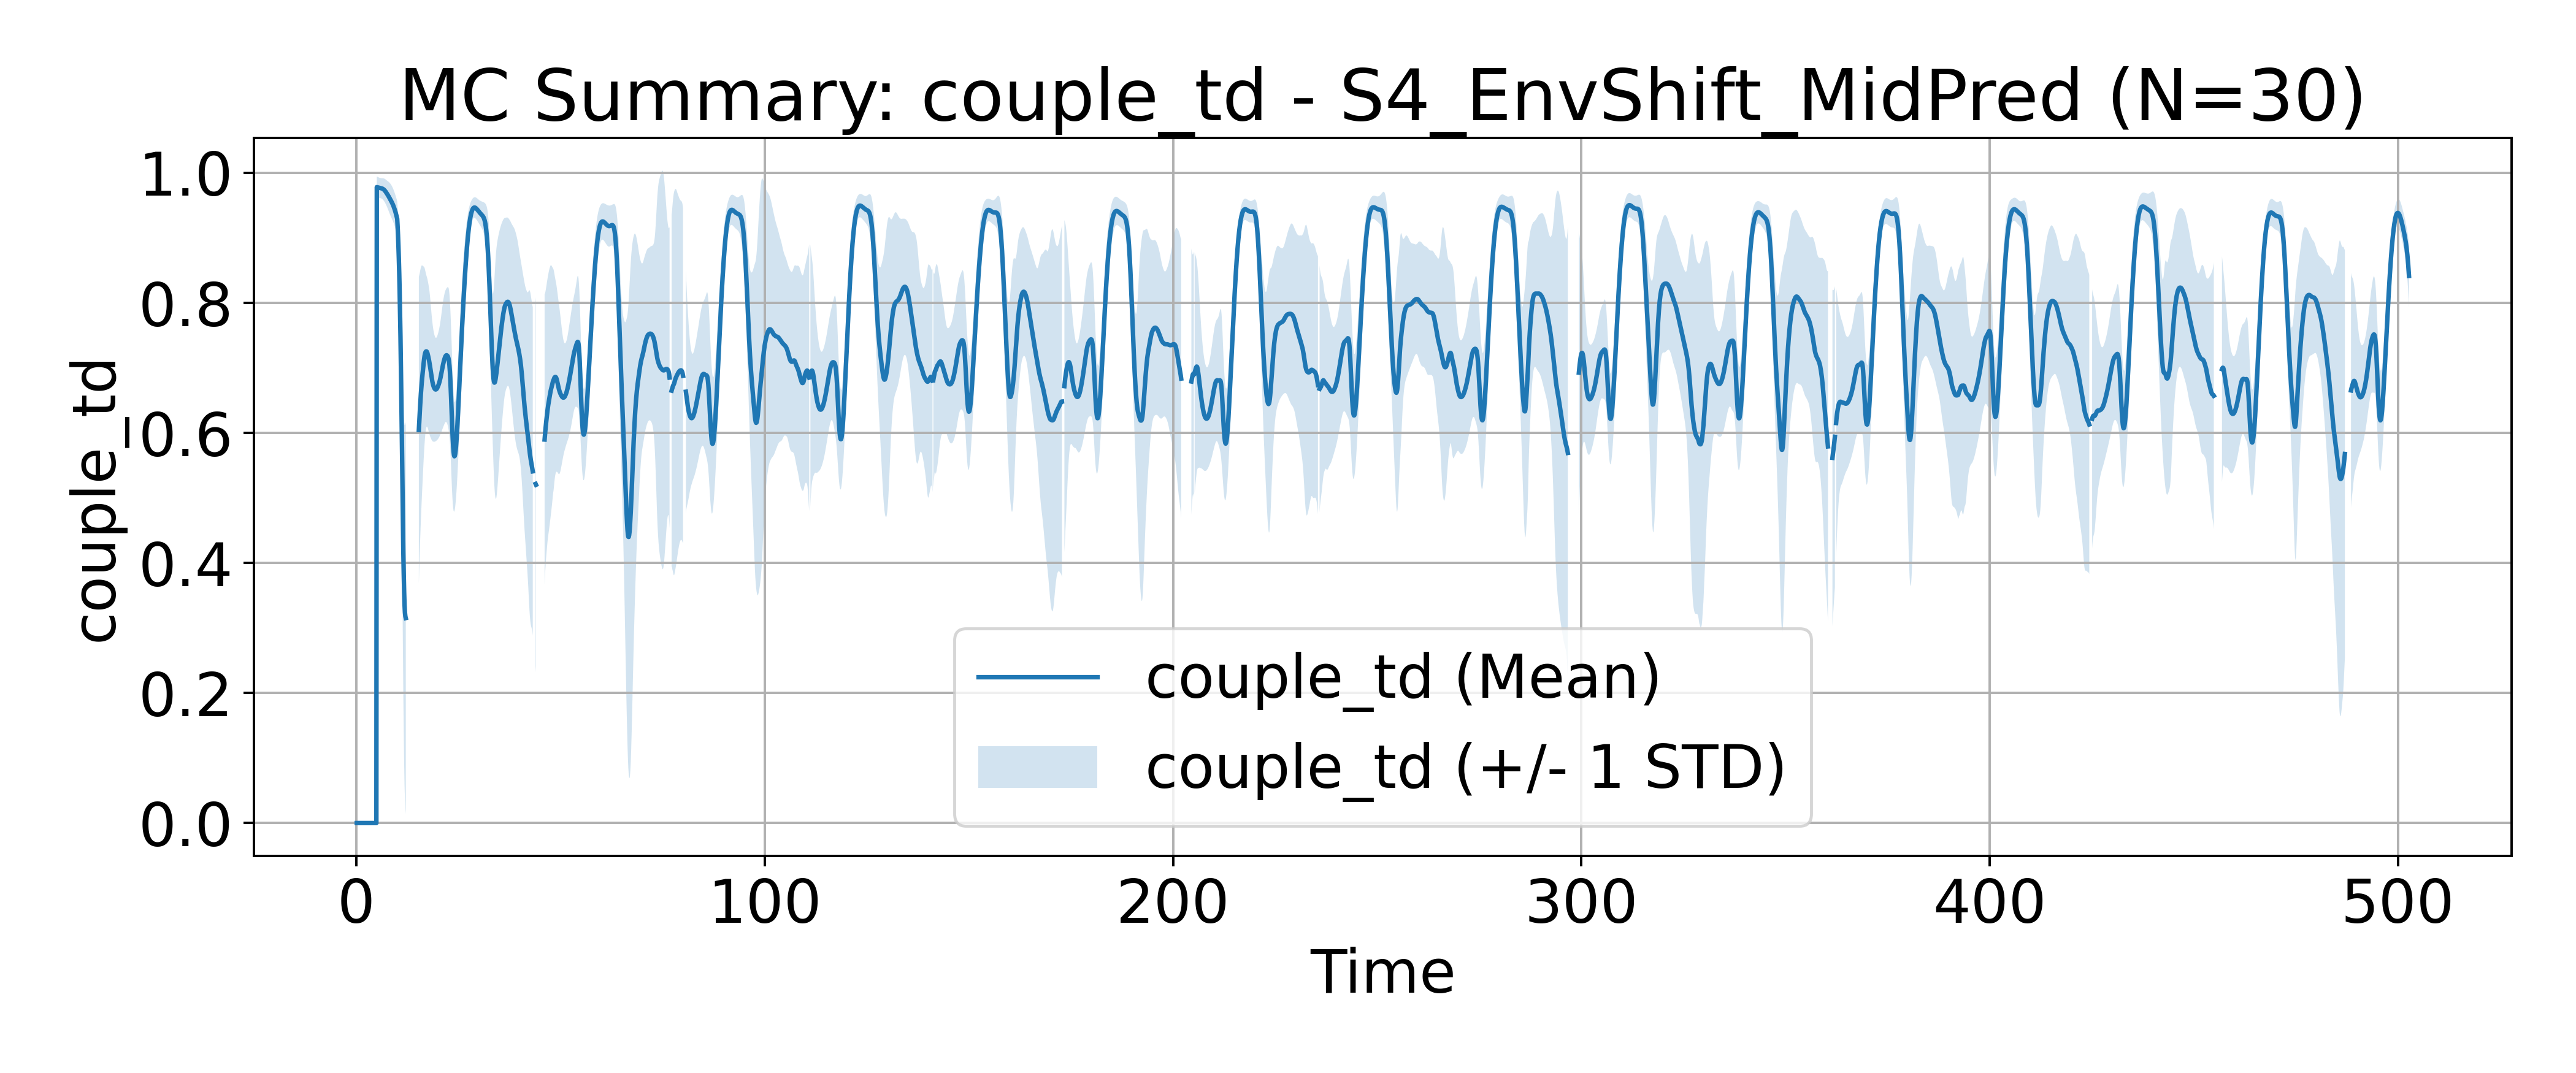 MC Summary: couple_td - S4_EnvShift_MidPred (N=30)
couple_td
1.0
0.8
0.6
0.4
0.2
0.0
couple_td (Mean)
couple_td (+/- 1 STD)
0 100 200 300 400 500
Time